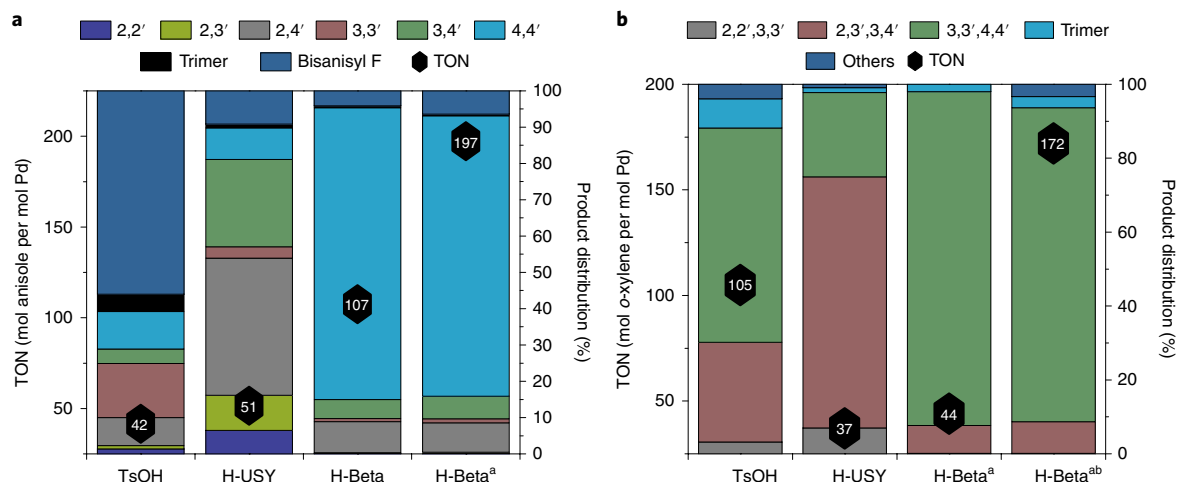 a
2,2′ 2,3′ 2,4′ 3,3′ 3,4′ 4,4′
Trimer Bisanisyl F TON
TON (mol anisole per mol Pd)
200
150
100
50
42
51
107
197
100
90
80
70
60
50
40
30
20
10
0
Product distribution (%)
TsOH H-USY H-Beta H-Betaᵃ
b
2,2′,3,3′ 2,3′,3,4′ 3,3′,4,4′ Trimer
Others TON
TON (mol o-xylene per mol Pd)
200
150
100
50
105
37
44
172
100
80
60
40
20
0
Product distribution (%)
TsOH H-USY H-Betaᵃ H-Betaᵃᵇ